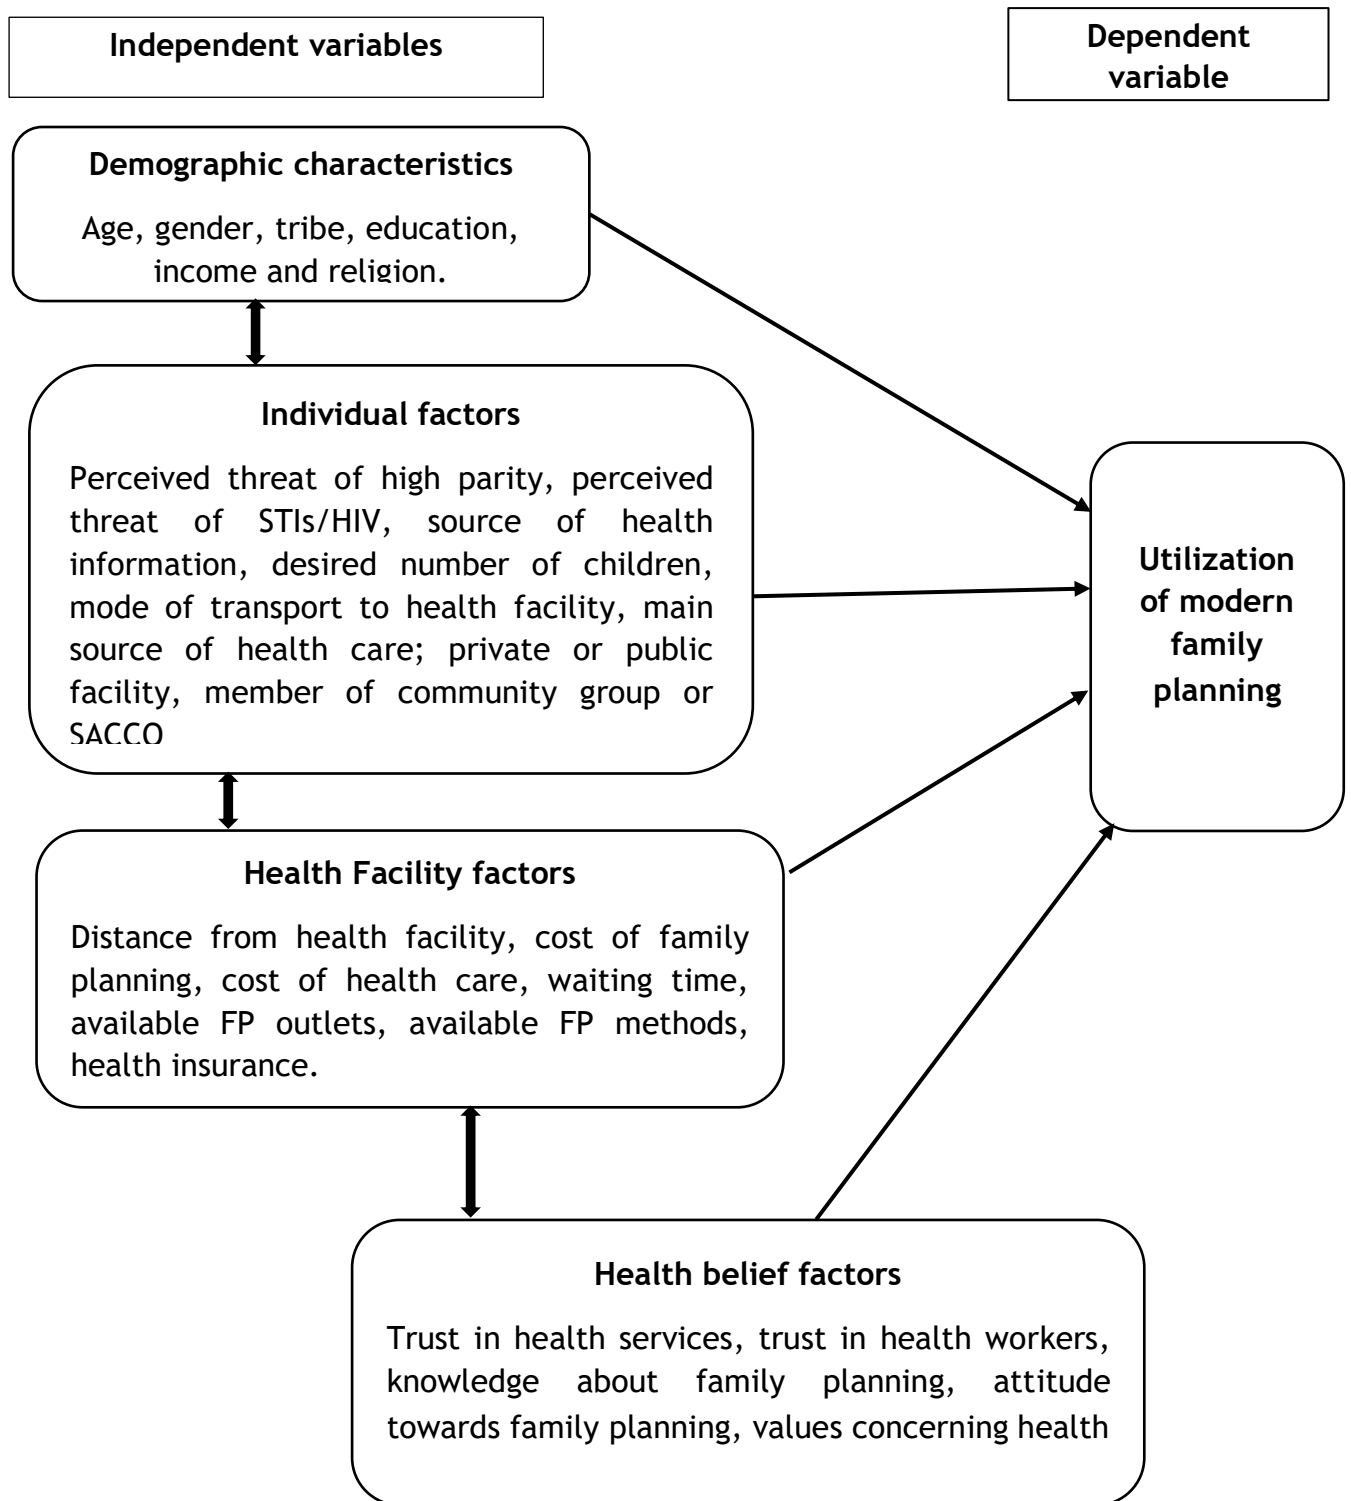 Independent variables
Dependent
variable
Demographic characteristics
Age, gender, tribe, education,
income and religion.
Individual factors
Perceived threat of high parity, perceived
threat of STIs/HIV, source of health
information, desired number of children,
mode of transport to health facility, main
source of health care; private or public
facility, member of community group or
SACCO
Utilization
of modern
family
planning
Health Facility factors
Distance from health facility, cost of family
planning, cost of health care, waiting time,
available FP outlets, available FP methods,
health insurance.
Health belief factors
Trust in health services, trust in health workers,
knowledge about family planning, attitude
towards family planning, values concerning health